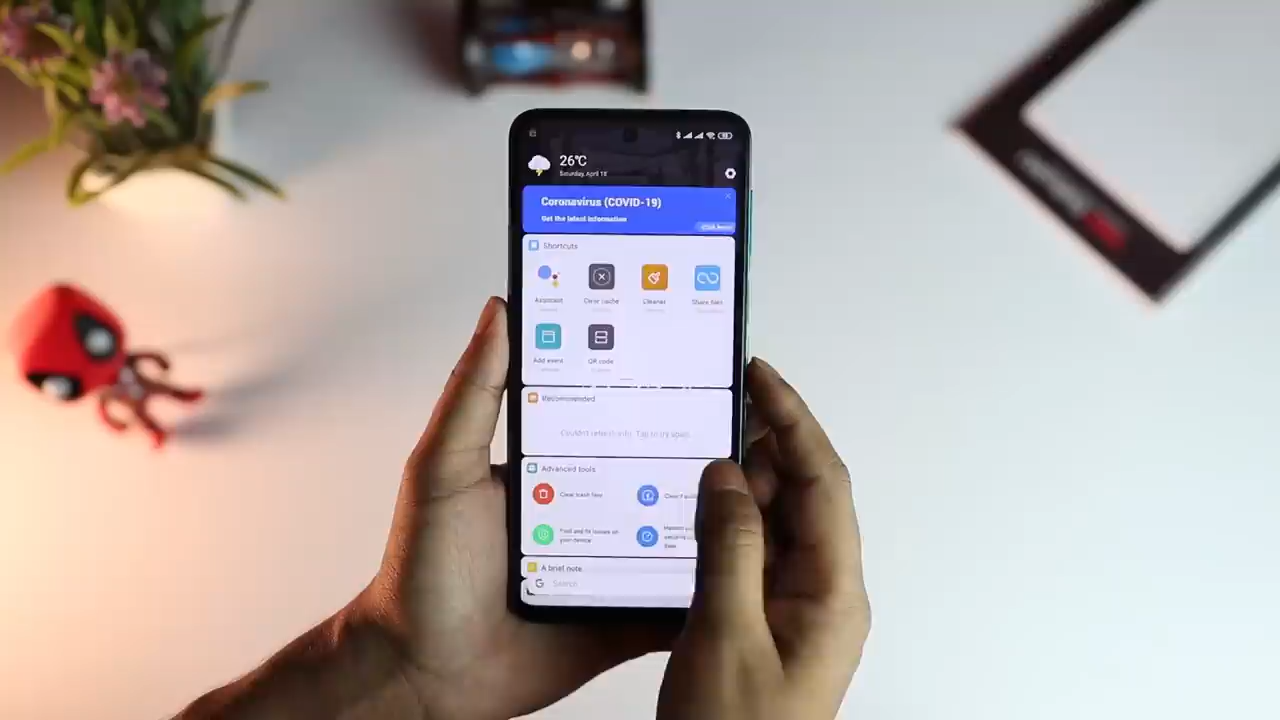 26℃
Saturday, April 18
Coronavirus (COVID-19)
Get the latest information
Shortcuts
Assistant
Clear cache
Cleaner
Share files
Add event
QR code
Recommended
Couldn't refresh info. Tap to try again.
Advanced tools
Clear trash files
Find and fix issues on
your device
A brief note
Search